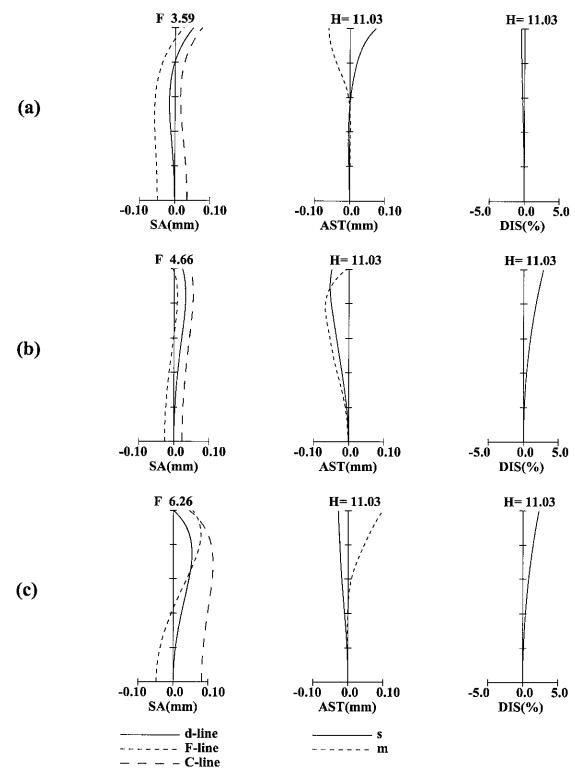 F 3.59 H= 11.03 H= 11.03
(a)
-0.10 0.0 0.10 -0.10 0.0 0.10 -5.0 0.0 5.0
SA(mm) AST(mm) DIS(%)
F 4.66 H= 11.03 H= 11.03
(b)
-0.10 0.0 0.10 -0.10 0.0 0.10 -5.0 0.0 5.0
SA(mm) AST(mm) DIS(%)
F 6.26 H= 11.03 H= 11.03
(c)
-0.10 0.0 0.10 -0.10 0.0 0.10 -5.0 0.0 5.0
SA(mm) AST(mm) DIS(%)
d-line s
F-line m
C-line